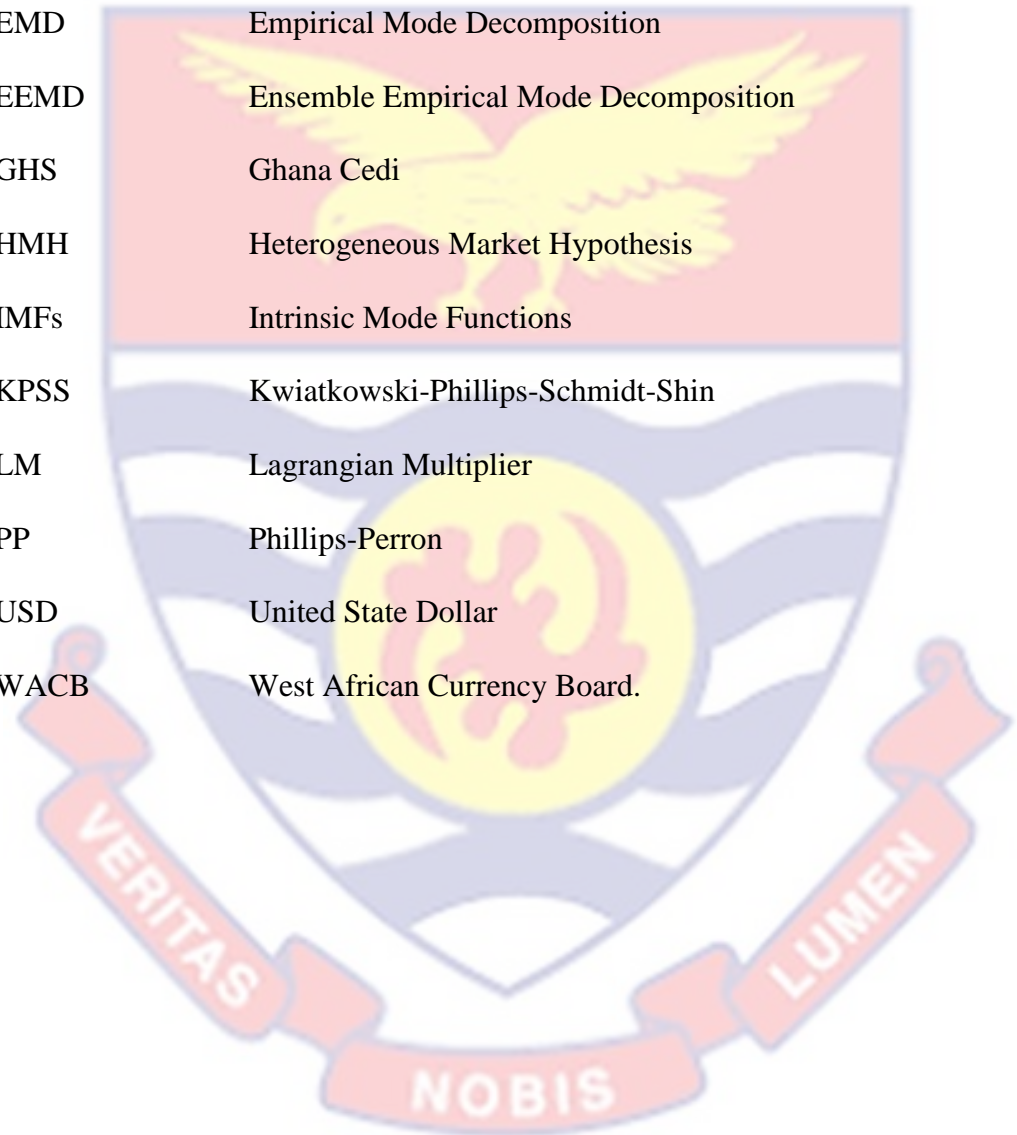 EMD Empirical Mode Decomposition
EEMD Ensemble Empirical Mode Decomposition
GHS Ghana Cedi
HMH Heterogeneous Market Hypothesis
IMFs Intrinsic Mode Functions
KPSS Kwiatkowski-Phillips-Schmidt-Shin
LM Lagrangian Multiplier
PP Phillips-Perron
USD United State Dollar
WACB West African Currency Board.
VERITAS NOBIS LUMEN